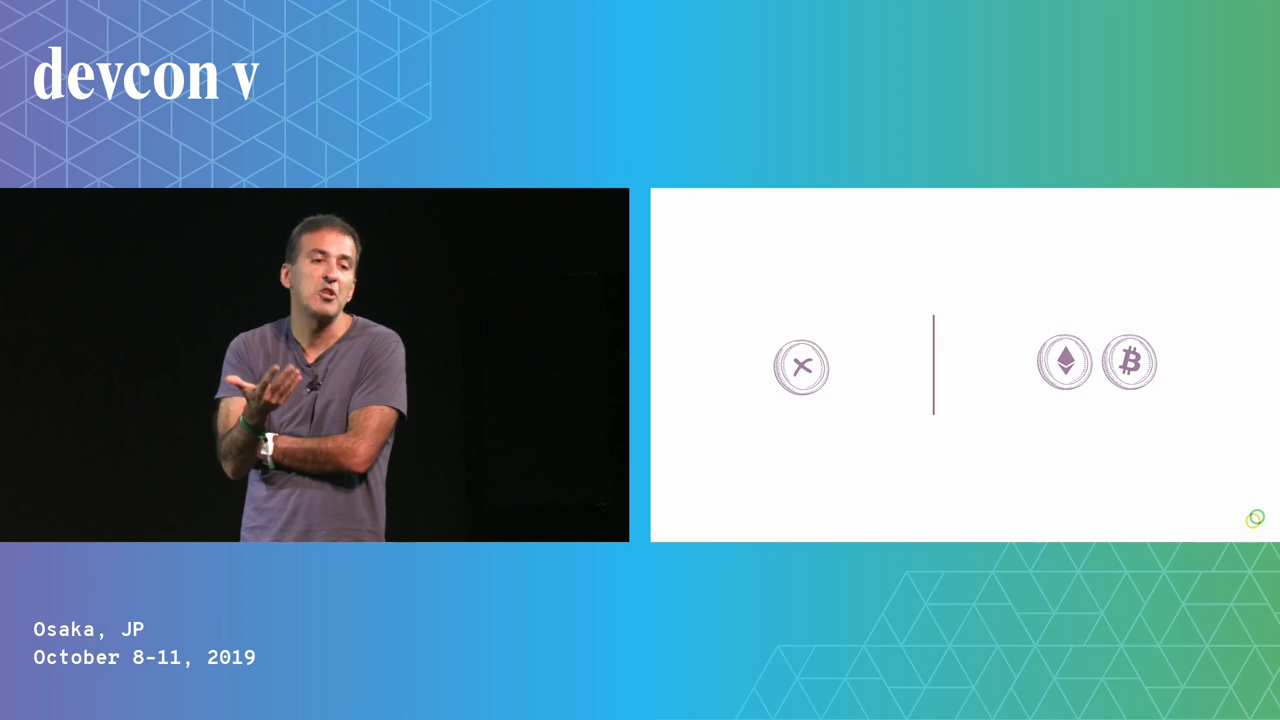 devcon v
Osaka, JP
October 8-11, 2019